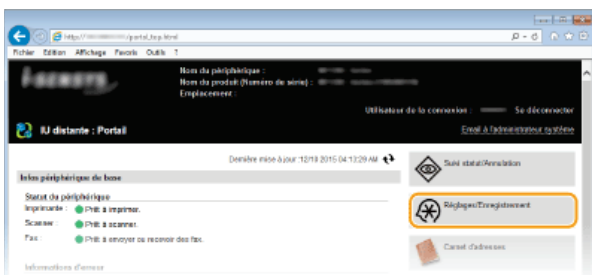 http:// /portal_top.html
Fichier Edition Affichage Favoris Outils ?
Nom du périphérique :
Nom du produit (Numéro de série) :
Emplacement :
Utilisateur de la connexion : Se déconnecter
IU distante : Portail
Email à l'administrateur système
Dernière mise à jour :12/10 2015 04:13:29 AM
Suivi statut/Annulation
Infos périphérique de base
Statut du périphérique
Imprimante : Prêt à imprimer.
Scanner : Prêt à scanner.
Fax : Prêt à envoyer ou recevoir des fax.
Réglages/Enregistrement
Carnet d'adresses
Informations d'erreur